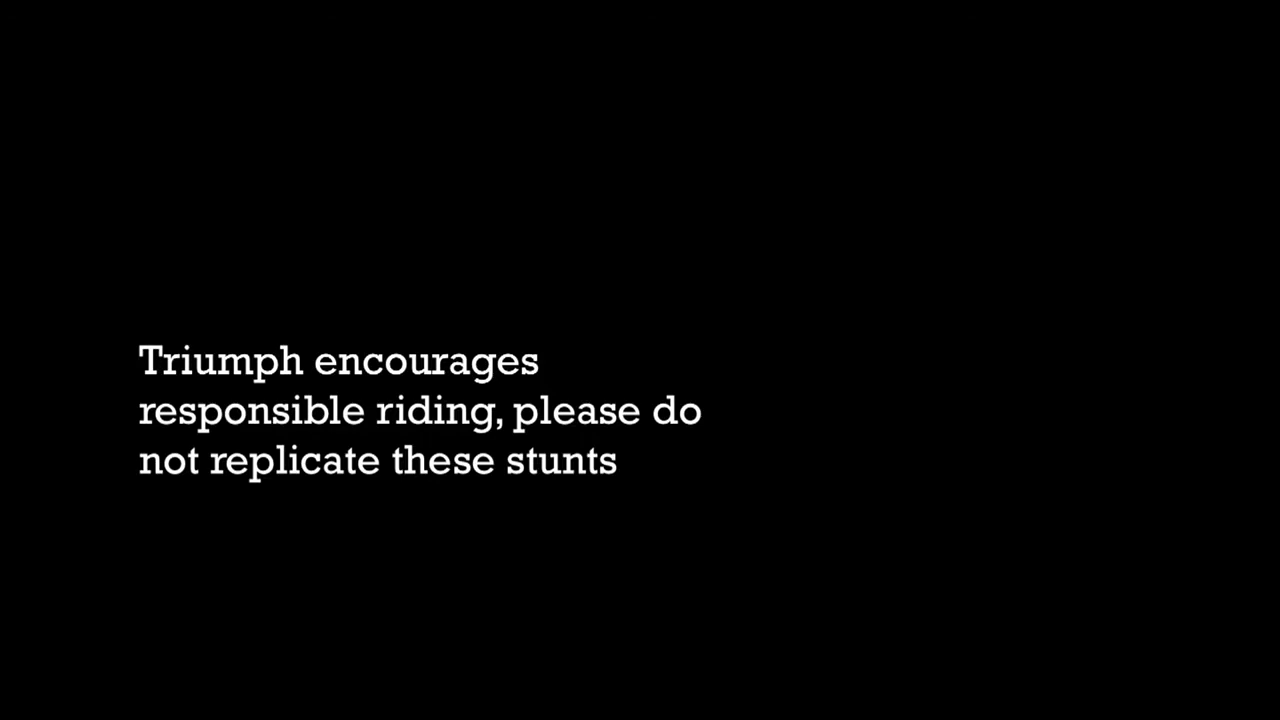 Triumph encourages
responsible riding, please do
not replicate these stunts